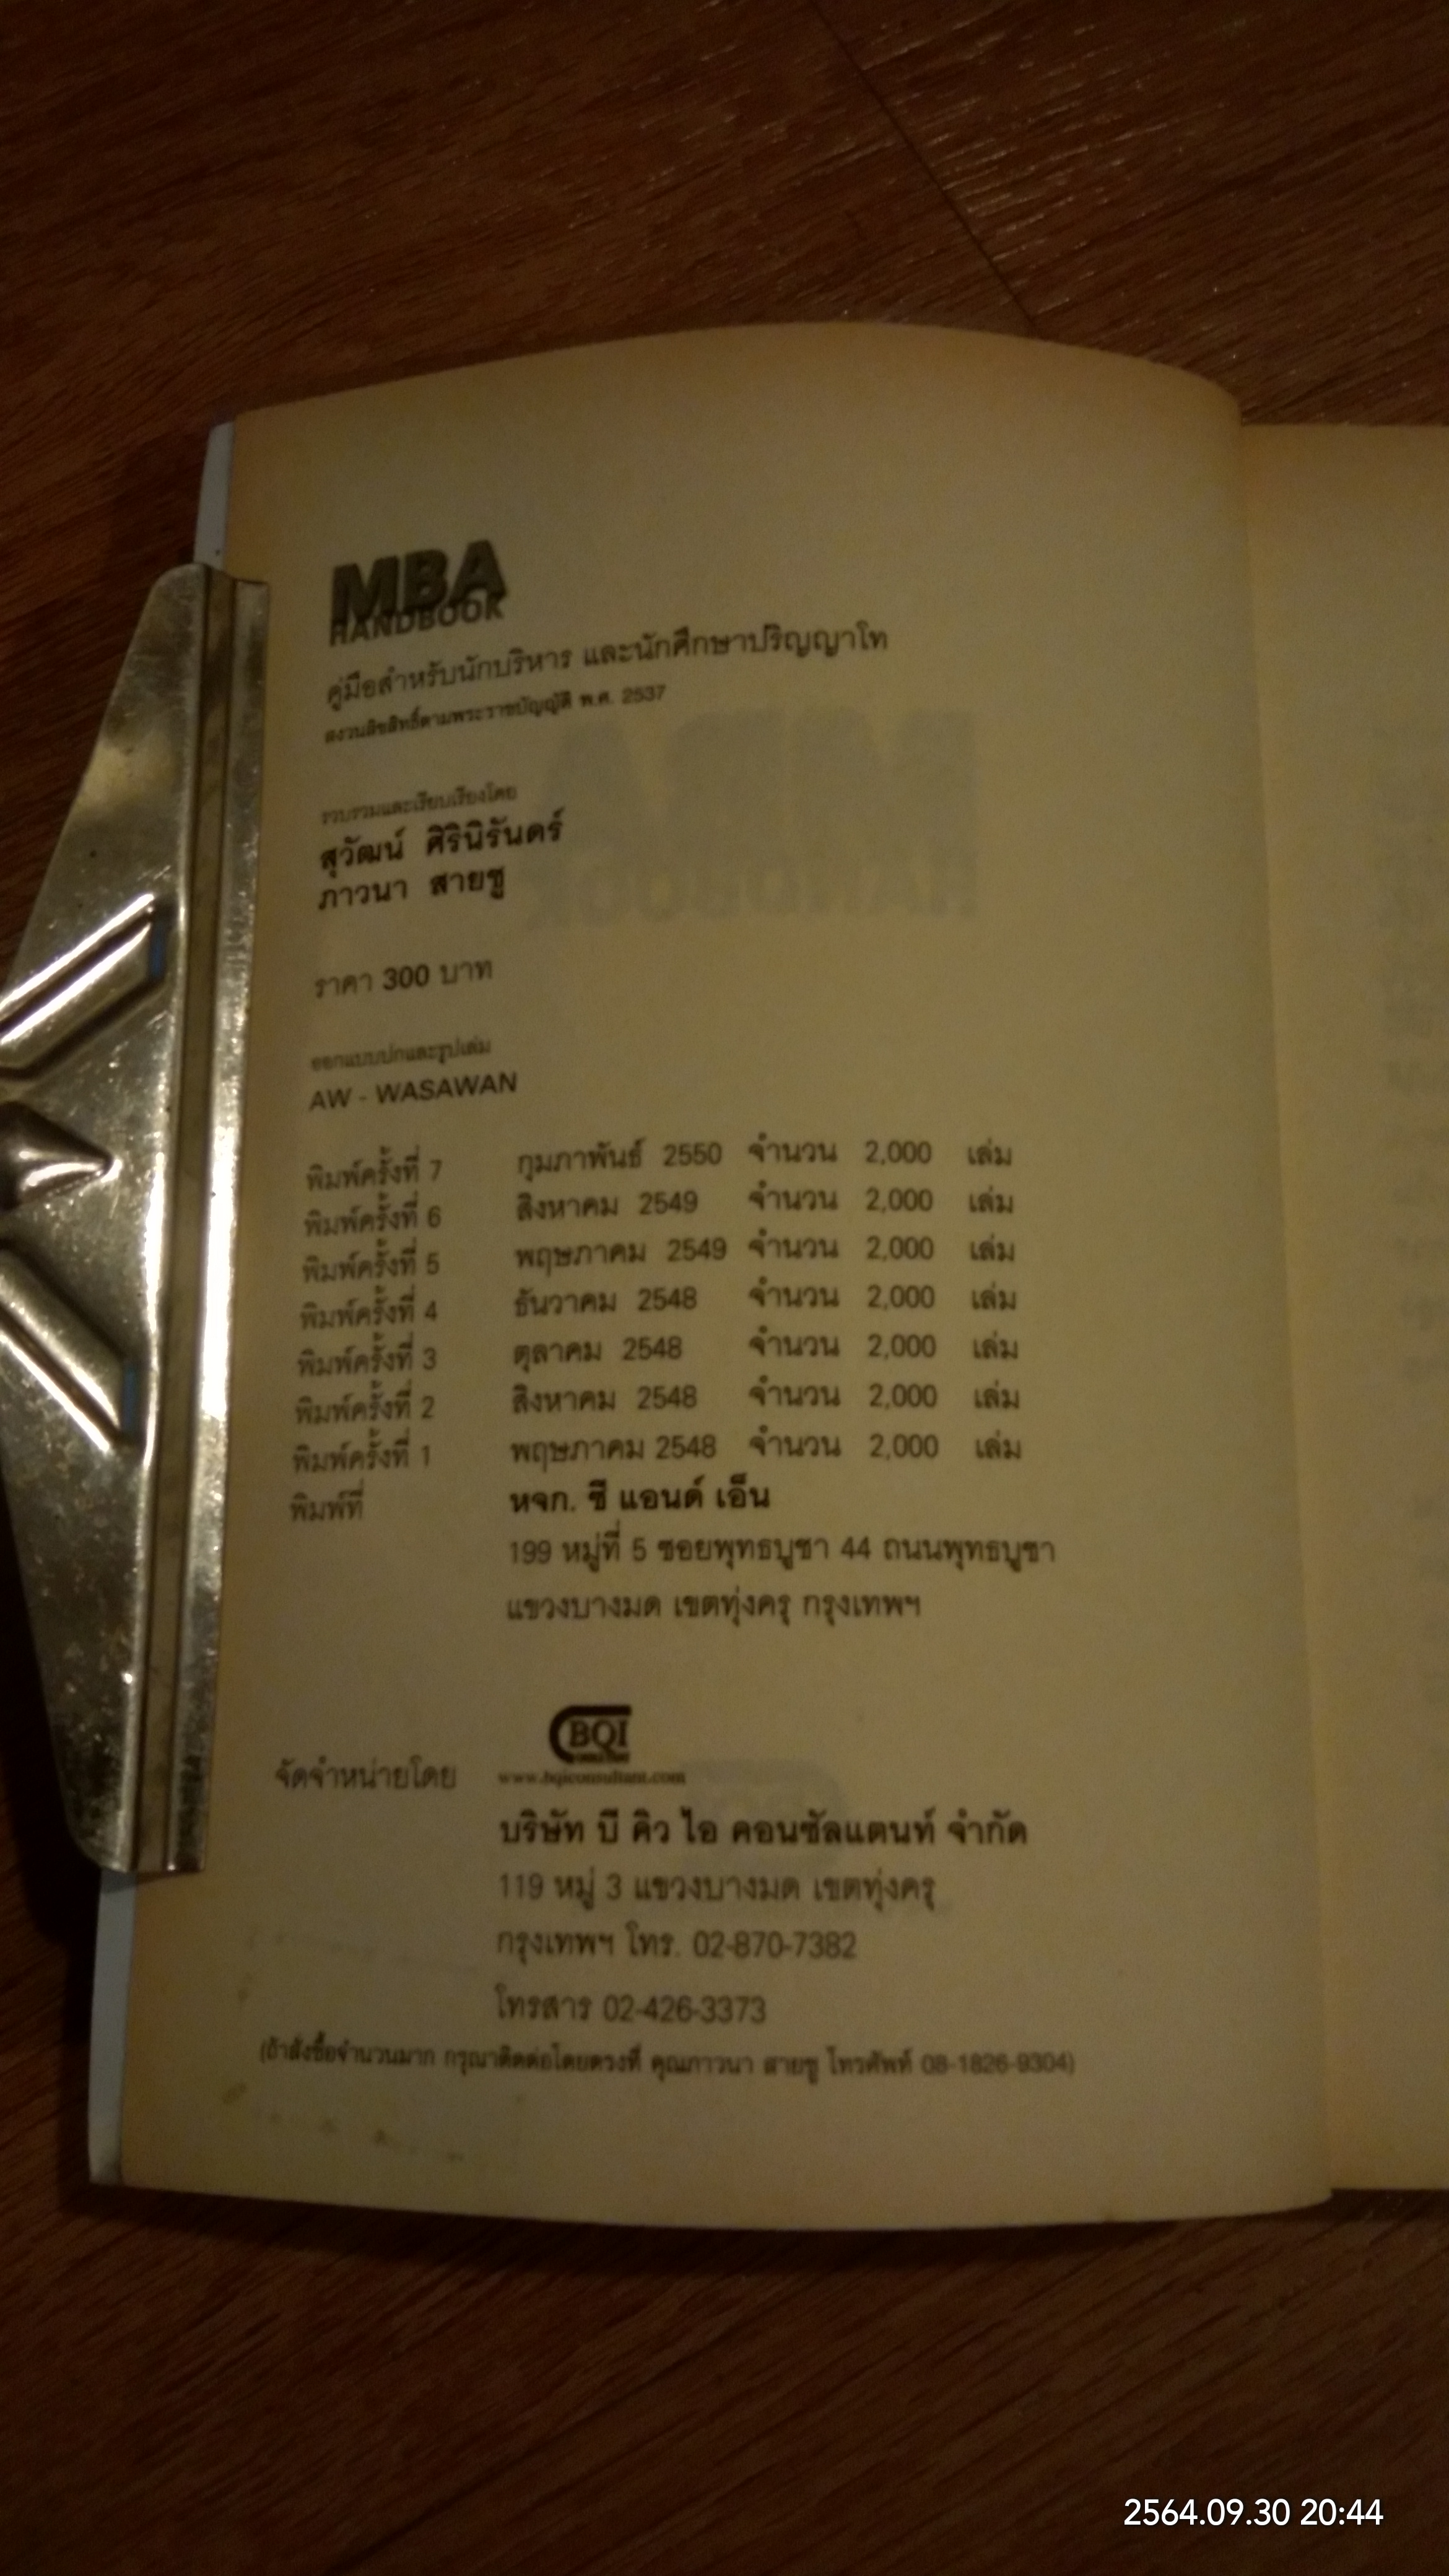 MBA
HANDBOOK
คู่มือสำหรับนักบริหาร และนักศึกษาปริญญาโท
สงวนลิขสิทธิ์ตามพระราชบัญญัติ พ.ศ. 2537
รวบรวมและเรียบเรียงโดย
สุวัฒน์ ศิรินิรันดร์
ภาวนา สายชู
ราคา 300 บาท
ออกแบบปกและรูปเล่ม
AW - WASAWAN
พิมพ์ครั้งที่ 7 กุมภาพันธ์ 2550 จำนวน 2,000 เล่ม
พิมพ์ครั้งที่ 6 สิงหาคม 2549 จำนวน 2,000 เล่ม
พิมพ์ครั้งที่ 5 พฤษภาคม 2549 จำนวน 2,000 เล่ม
พิมพ์ครั้งที่ 4 ธันวาคม 2548 จำนวน 2,000 เล่ม
พิมพ์ครั้งที่ 3 ตุลาคม 2548 จำนวน 2,000 เล่ม
พิมพ์ครั้งที่ 2 สิงหาคม 2548 จำนวน 2,000 เล่ม
พิมพ์ครั้งที่ 1 พฤษภาคม 2548 จำนวน 2,000 เล่ม
พิมพ์ที่ หจก. ซี แอนด์ เอ็น
199 หมู่ที่ 5 ซอยพุทธบูชา 44 ถนนพุทธบูชา
แขวงบางมด เขตทุ่งครุ กรุงเทพฯ
BQI
จัดจำหน่ายโดย www.bqiconsultant.com
บริษัท บี คิว ไอ คอนซัลแตนท์ จำกัด
119 หมู่ 3 แขวงบางมด เขตทุ่งครุ
กรุงเทพฯ โทร. 02-870-7382
โทรสาร 02-426-3373
(ถ้าสั่งซื้อจำนวนมาก กรุณาติดต่อโดยตรงที่ คุณภาวนา สายชู โทรศัพท์ 08-1826-9304)
2564.09.30 20:44